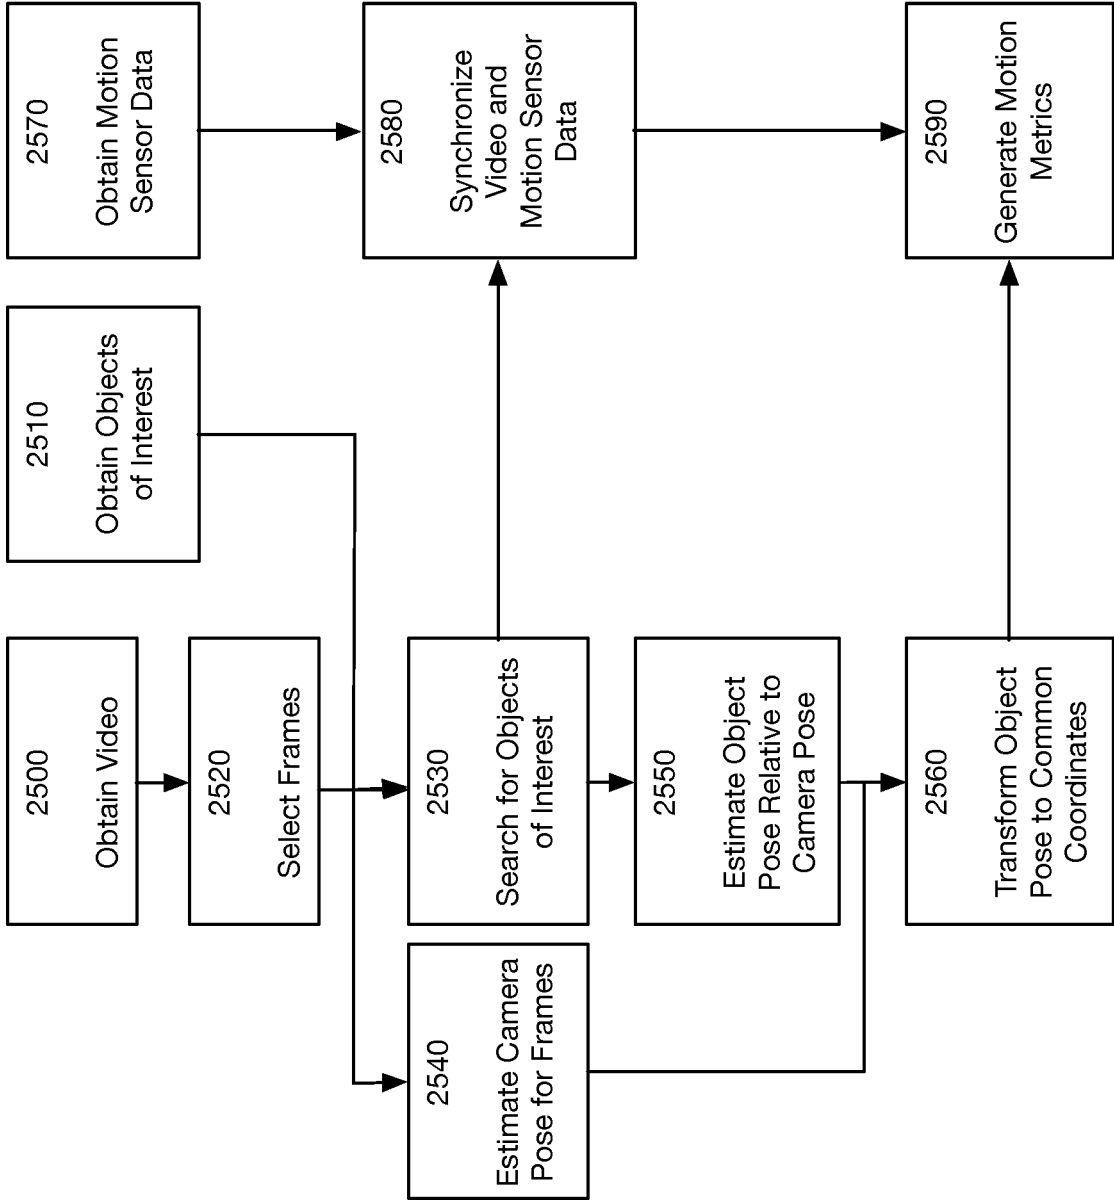 2500
Obtain Video
2510
Obtain Objects
of Interest
2570
Obtain Motion
Sensor Data
2520
Select Frames
2540
Estimate Camera
Pose for Frames
2530
Search for Objects
of Interest
2580
Synchronize
Video and
Motion Sensor
Data
2550
Estimate Object
Pose Relative to
Camera Pose
2560
Transform Object
Pose to Common
Coordinates
2590
Generate Motion
Metrics